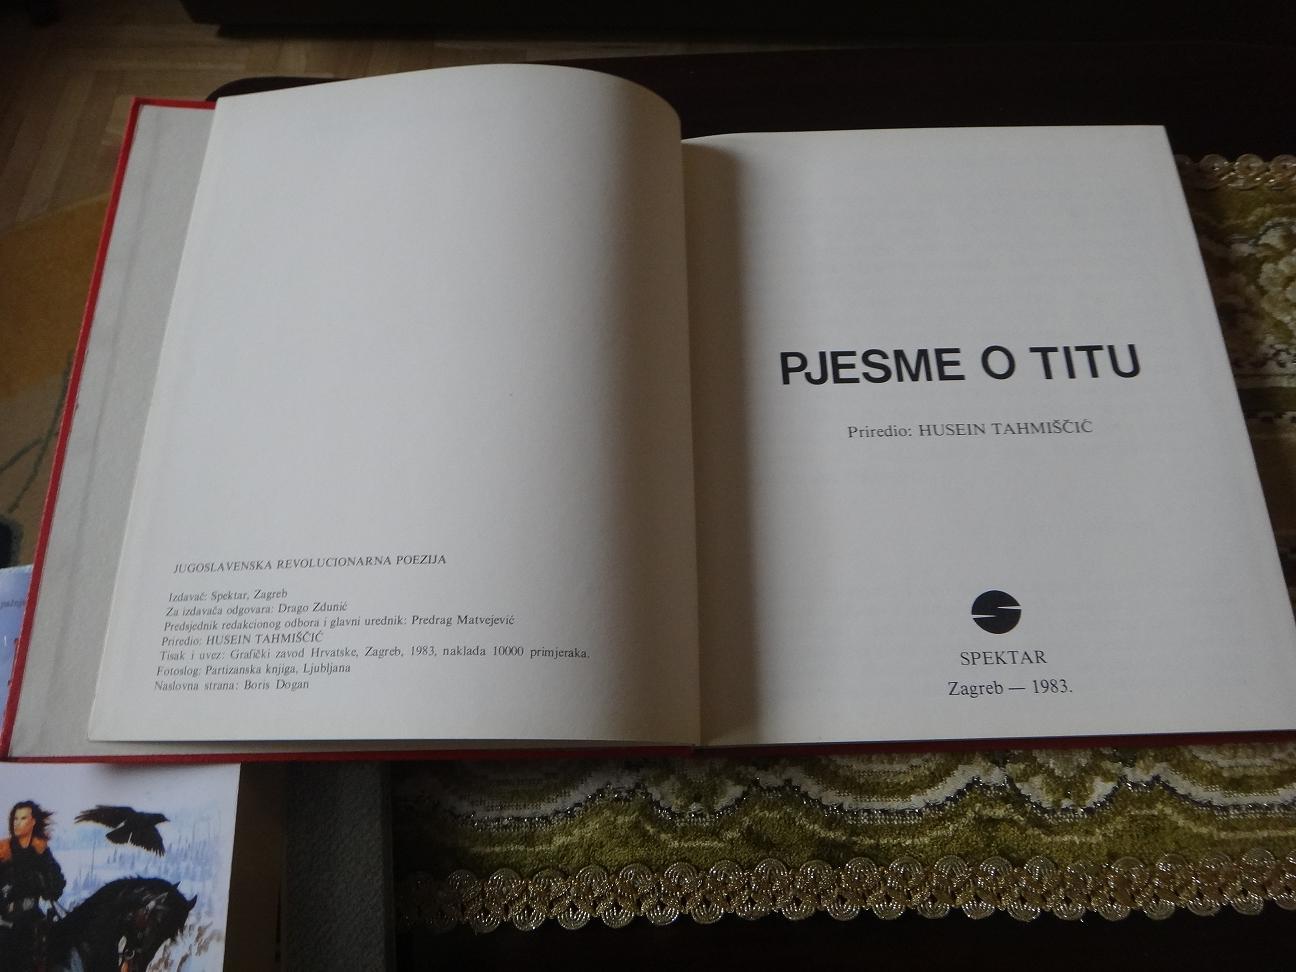 JUGOSLAVENSKA REVOLUCIONARNA POEZIJA
Izdavač: Spektar, Zagreb
Za izdavača odgovara: Drago Zdunić
Predsjednik redakcionog odbora i glavni urednik: Predrag Matvejević
Priredio: HUSEIN TAHMIŠČIĆ
Tisak i uvez: Grafički zavod Hrvatske, Zagreb, 1983, naklada 10000 primjeraka.
Fotoslog: Partizanska knjiga, Ljubljana
Naslovna strana: Boris Dogan
PJESME O TITU
Priredio: HUSEIN TAHMIŠČIĆ
SPEKTAR
Zagreb — 1983.